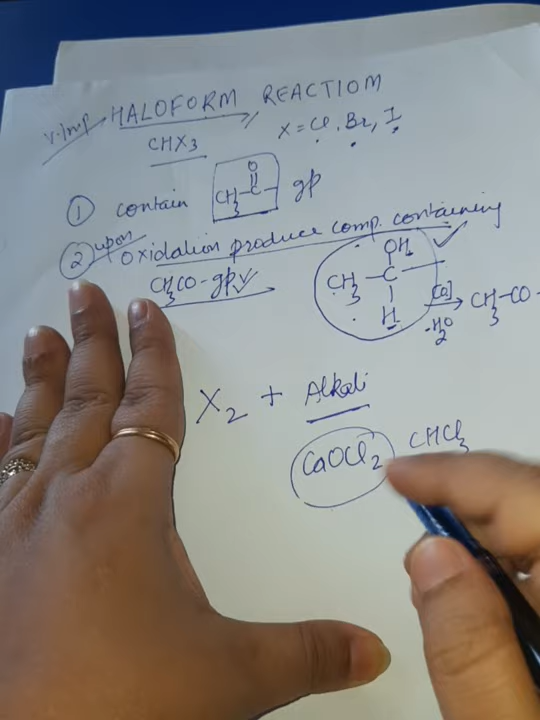 V.Imp HALOFORM REACTIOM
CHX3 X = Cl, Br, I
① contain CH3-C- gp
O
② upon Oxidation produce comp. containing
CH3CO-gp ✓
OH ✓
CH3-C-
H
[O]
-H2O
CH3-CO-
X2 + Alkali
CaOCl2 CHCl3